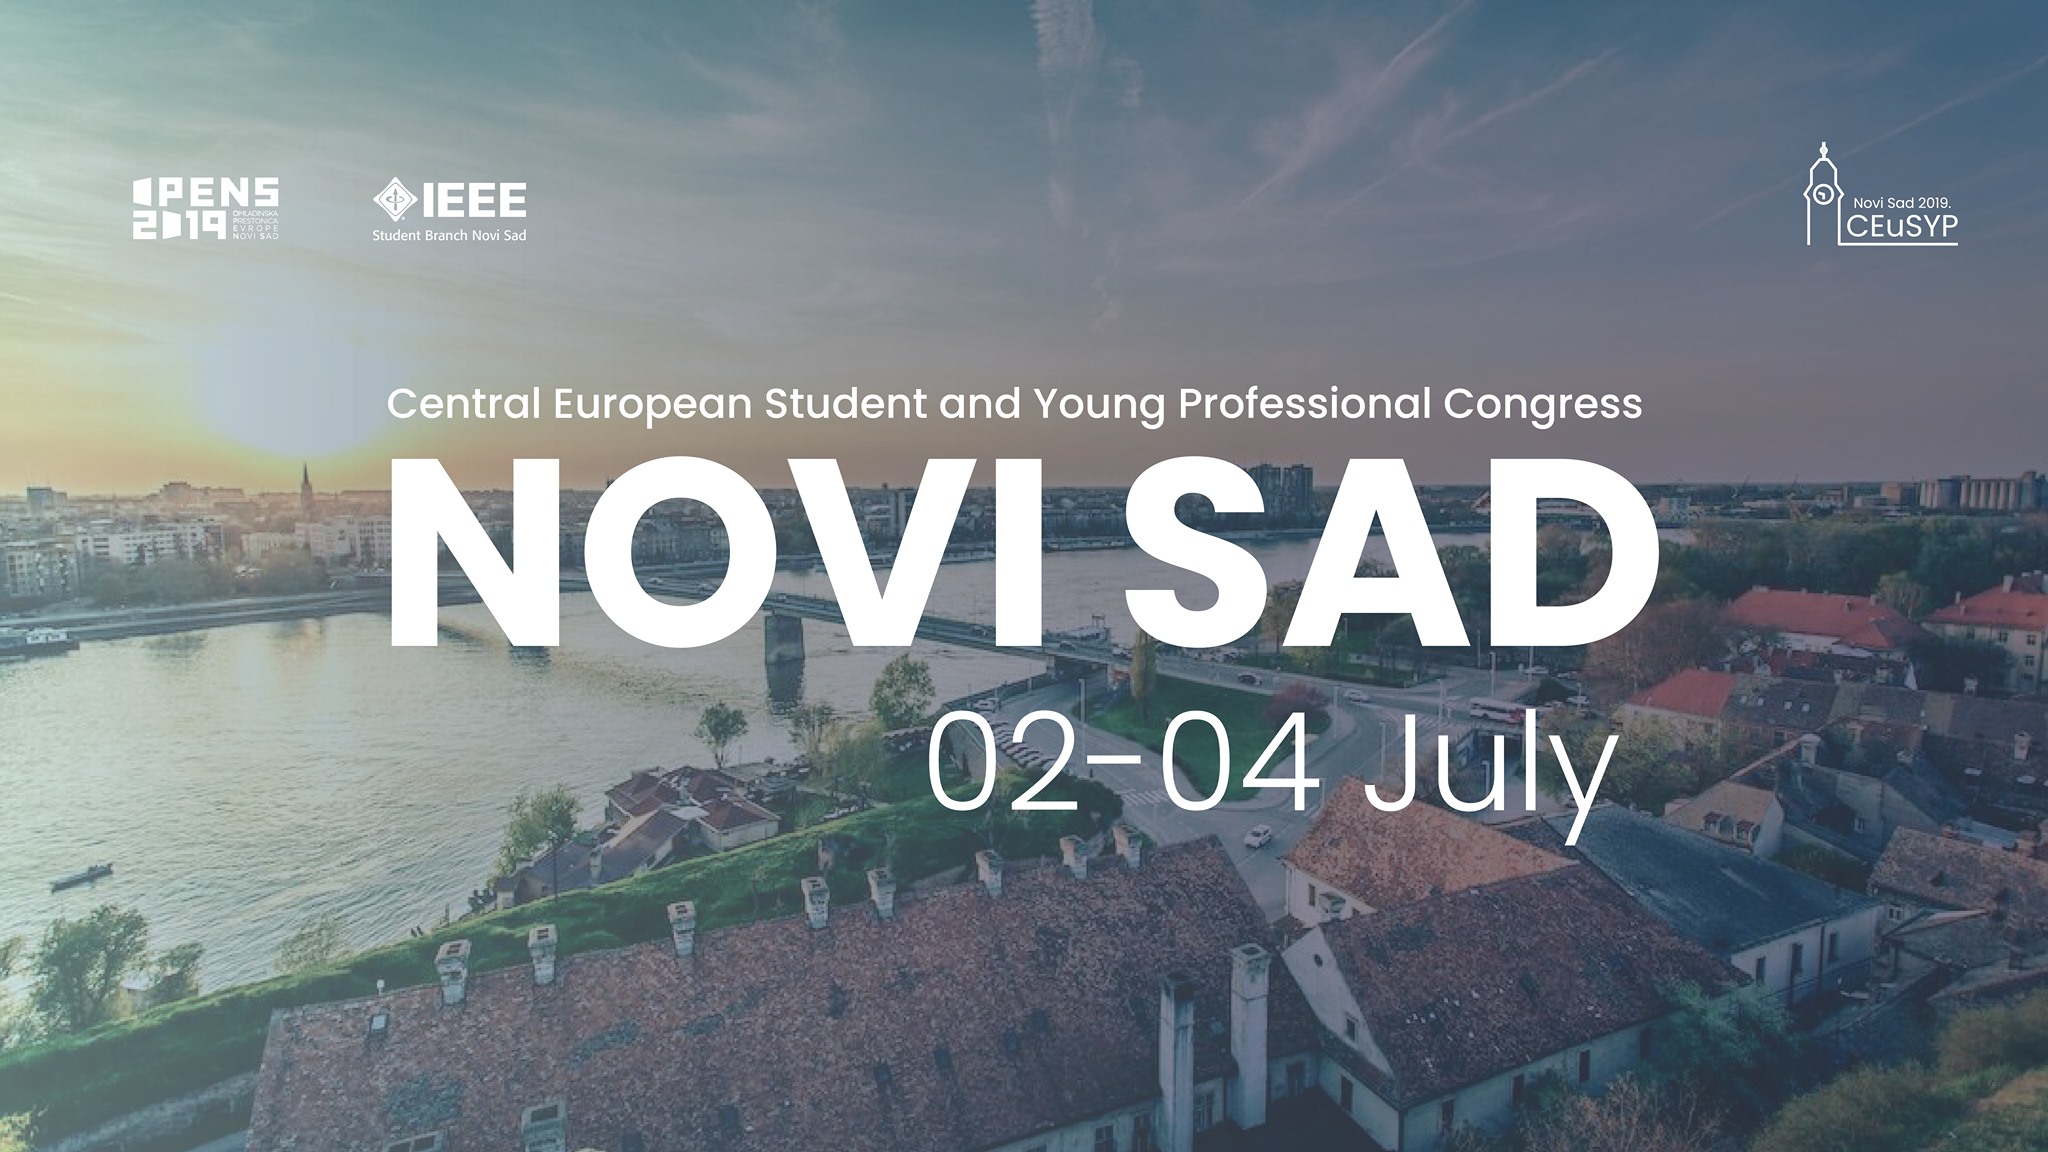 OPENS
2019
OMLADINSKA
PRESTONICA
EVROPE
NOVI SAD
IEEE
Student Branch Novi Sad
Novi Sad 2019.
CEuSYP
Central European Student and Young Professional Congress
NOVI SAD
02-04 July